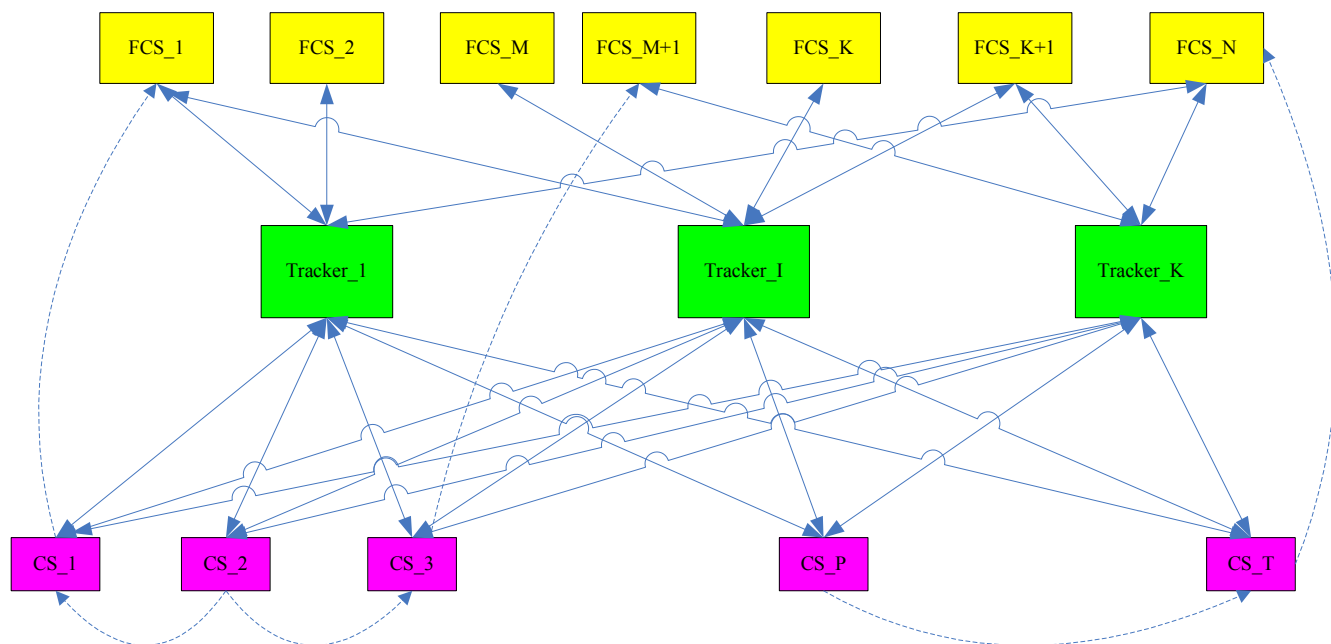 FCS_1
FCS_2
FCS_M
FCS_M+1
FCS_K
FCS_K+1
FCS_N
Tracker_1
Tracker_I
Tracker_K
CS_1
CS_2
CS_3
CS_P
CS_T